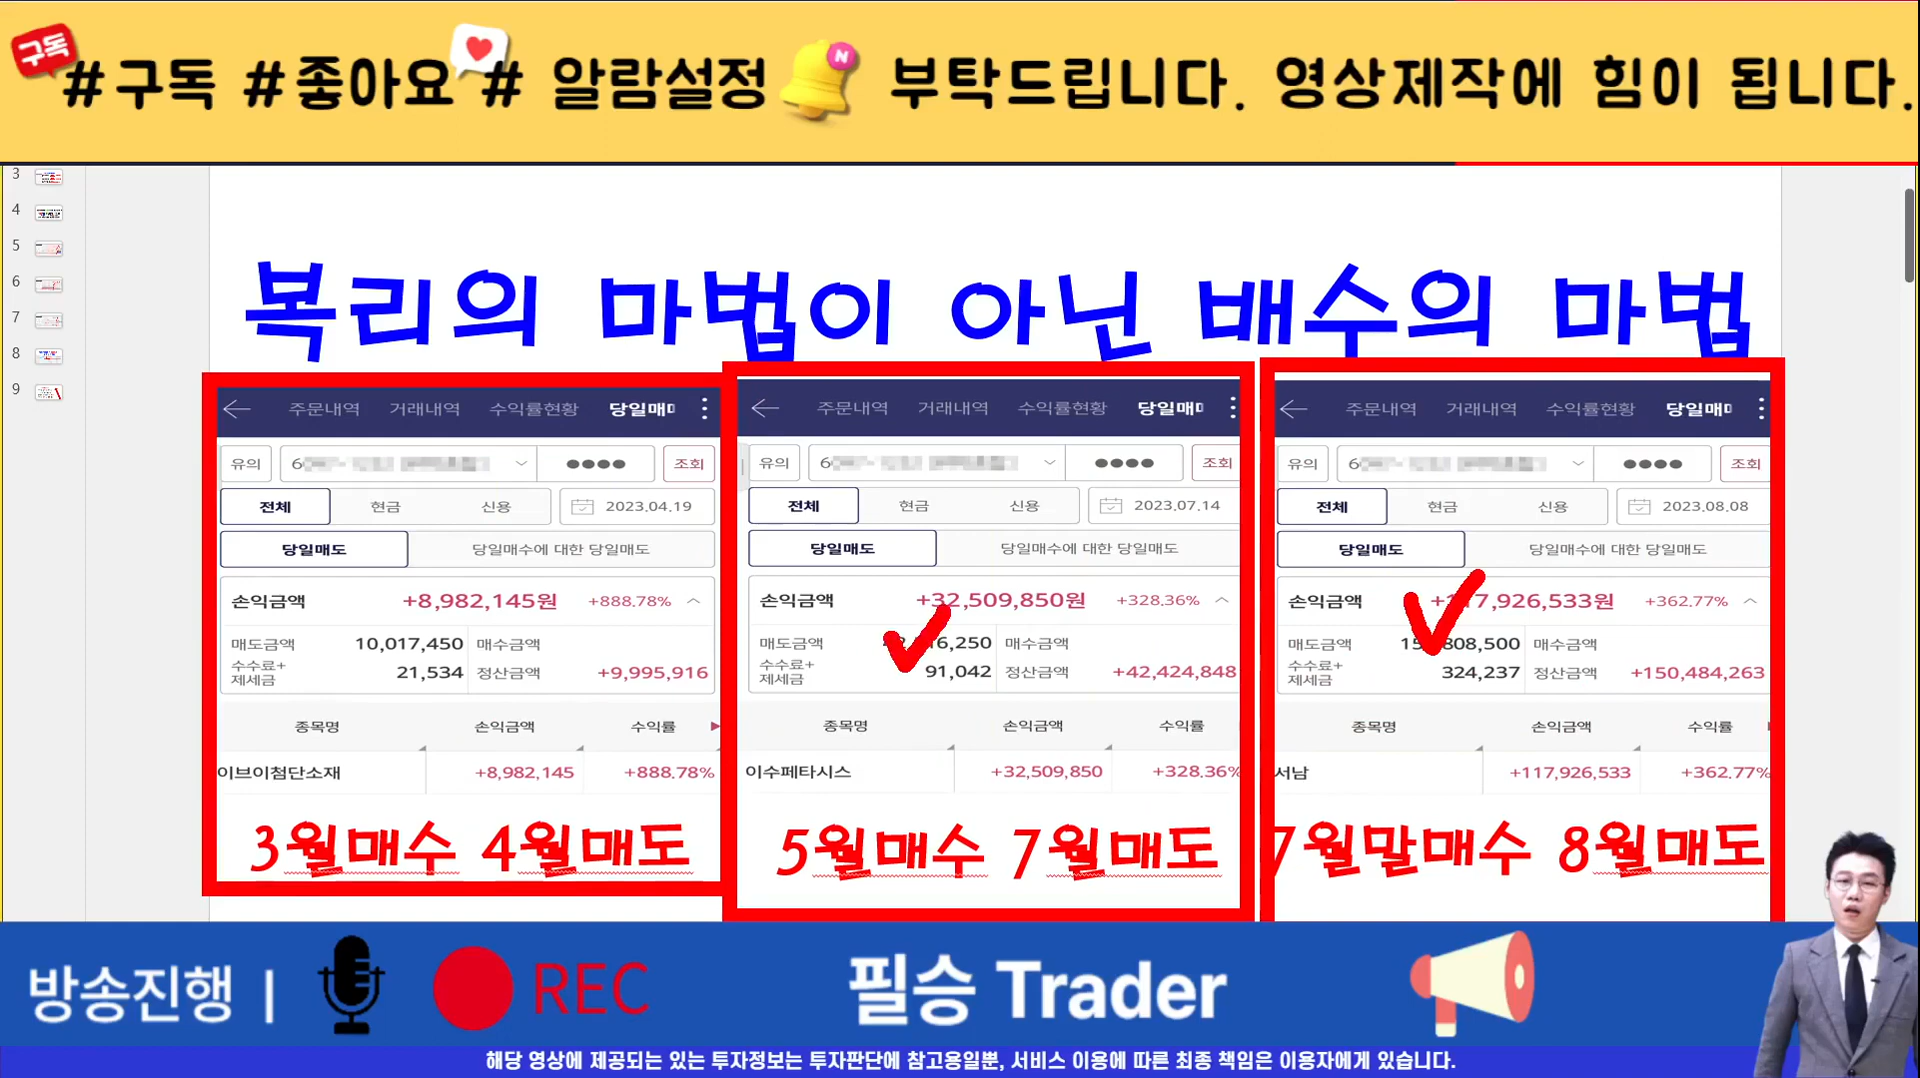 구독
#구독 #좋아요 # 알람설정 N 부탁드립니다. 영상제작에 힘이 됩니다.
3
4
5
6
7
8
9
복리의 마법이 아닌 배수의 마법
주문내역 거래내역 수익률현황 당일매
유의 6 ●●●● 조회
전체 현금 신용 2023.04.19
당일매도 당일매수에 대한 당일매도
손익금액 +8,982,145원 +888.78%
매도금액 10,017,450 매수금액
수수료+
제세금 21,534 정산금액 +9,995,916
종목명 손익금액 수익률
이브이첨단소재 +8,982,145 +888.78%
3월매수 4월매도
주문내역 거래내역 수익률현황 당일매
유의 6 ●●●● 조회
전체 현금 신용 2023.07.14
당일매도 당일매수에 대한 당일매도
손익금액 +32,509,850원 +328.36%
매도금액 16,250 매수금액
수수료+
제세금 91,042 정산금액 +42,424,848
종목명 손익금액 수익률
이수페타시스 +32,509,850 +328.36%
5월매수 7월매도
주문내역 거래내역 수익률현황 당일매
유의 6 ●●●● 조회
전체 현금 신용 2023.08.08
당일매도 당일매수에 대한 당일매도
손익금액 +117,926,533원 +362.77%
매도금액 808,500 매수금액
수수료+
제세금 324,237 정산금액 +150,484,263
종목명 손익금액 수익률
서남 +117,926,533 +362.77%
7월말매수 8월매도
방송진행 | REC 필승 Trader
해당 영상에 제공되는 있는 투자정보는 투자판단에 참고용일뿐, 서비스 이용에 따른 최종 책임은 이용자에게 있습니다.